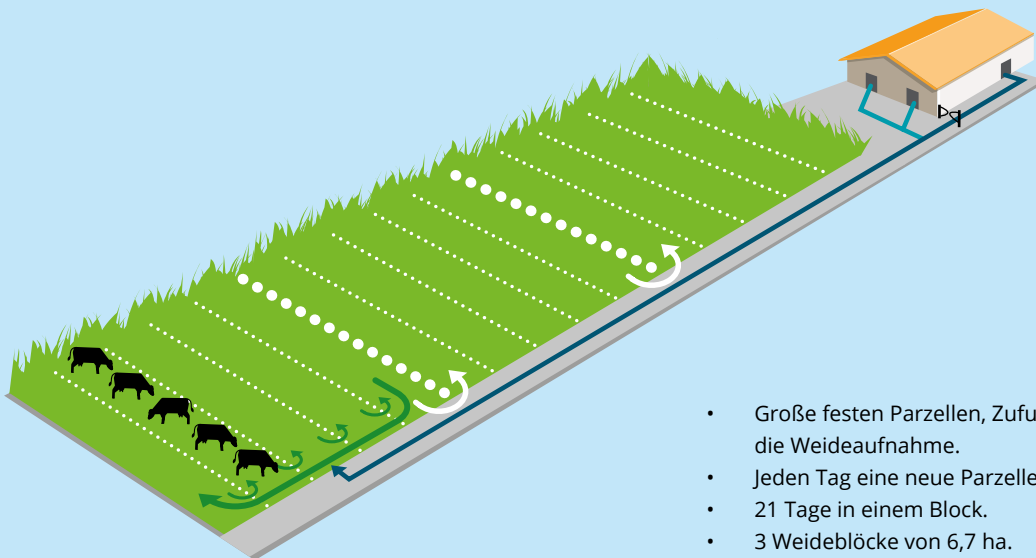 • Große festen Parzellen, Zufu
die Weideaufnahme.
• Jeden Tag eine neue Parzelle
• 21 Tage in einem Block.
• 3 Weideblöcke von 6,7 ha.